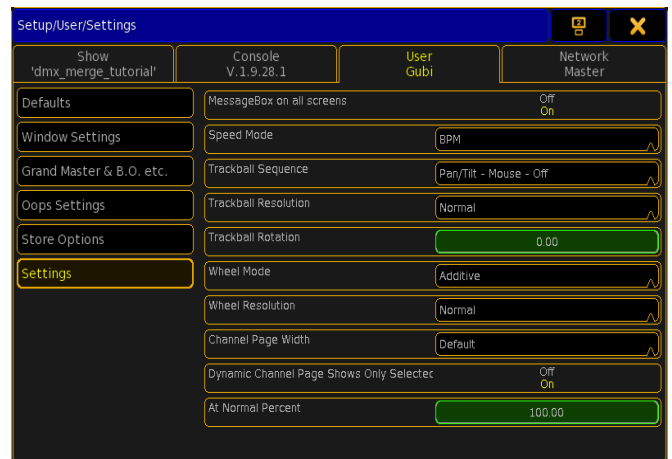 Setup/User/Settings
2
Show
'dmx_merge_tutorial'
Console
V.1.9.28.1
User
Gubi
Network
Master
Defaults
Window Settings
Grand Master & B.O. etc.
Oops Settings
Store Options
Settings
MessageBox on all screens
Off
On
Speed Mode
BPM
Trackball Sequence
Pan/Tilt - Mouse - Off
Trackball Resolution
Normal
Trackball Rotation
0.00
Wheel Mode
Additive
Wheel Resolution
Normal
Channel Page Width
Default
Dynamic Channel Page Shows Only Selectec
Off
On
At Normal Percent
100.00